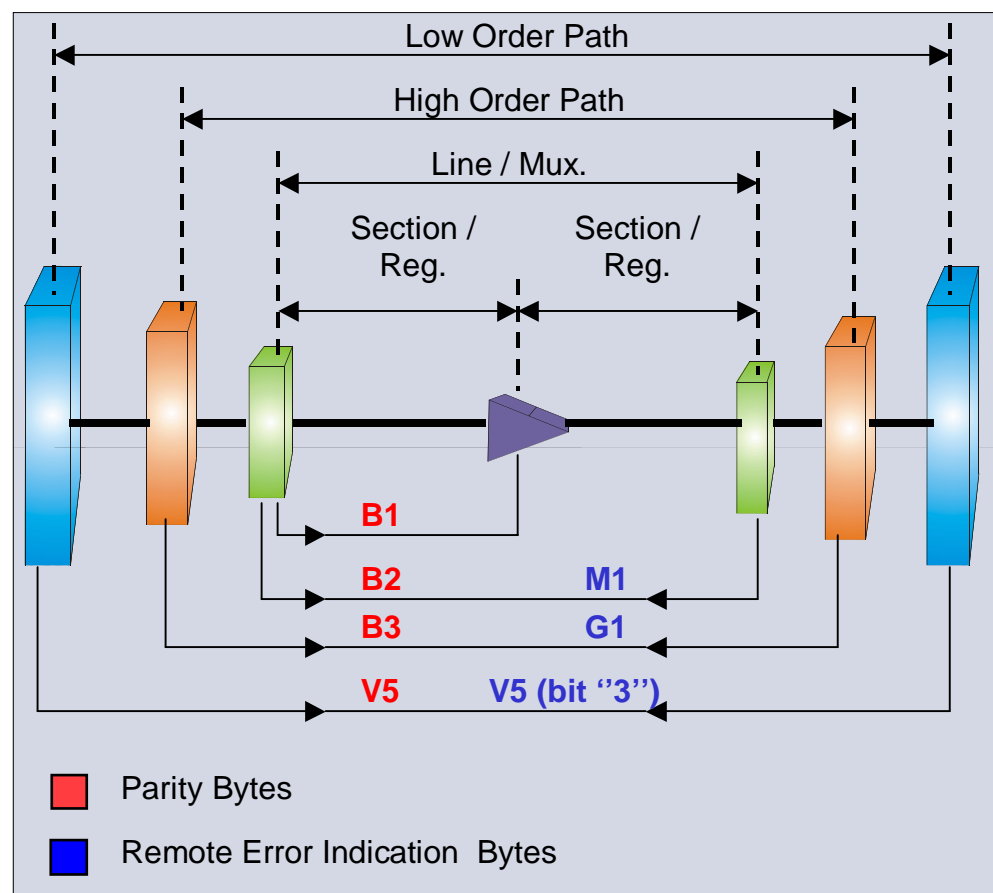 Low Order Path
High Order Path
Line / Mux.
Section / Section /
Reg. Reg.
B1
B2 M1
B3 G1
V5 V5 (bit ‘’3’’)
Parity Bytes
Remote Error Indication Bytes